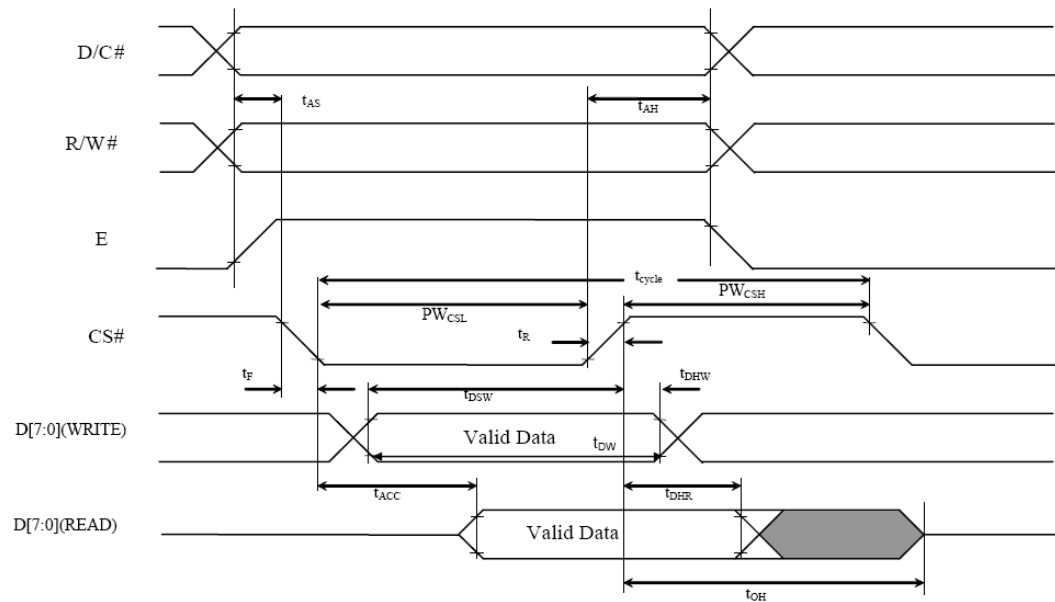 D/C#
tAS
tAH
R/W#
E
tcycle
PWCSL
PWCSH
CS#
tR
tF
tDSW
tDHW
D[7:0](WRITE)
Valid Data
tDW
tACC
tDHR
D[7:0](READ)
Valid Data
tOH